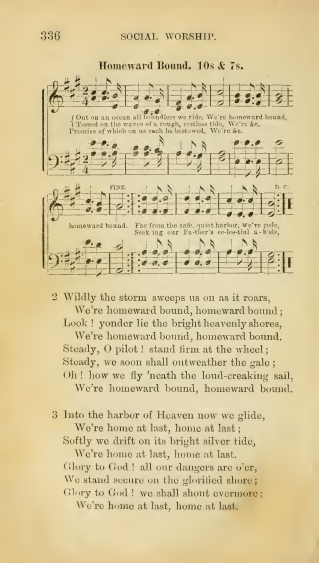 336 SOCIAL WORSHIP.
Homeward Bound. 10s & 7s.
{ Out on an ocean all boundless we ride, We're homeward bound,
{ Tossed on the waves of a rough, restless tide, We're &c.
Promise of which on us each he bestowed, We're &c.
FINE. D. C.
homeward bound. Far from the safe, quiet harbor, we've rode,
Seek ing our Fa-ther's ce-les-tial a-bode,
2 Wildly the storm sweeps us on as it roars,
We're homeward bound, homeward bound;
Look! yonder lie the bright heavenly shores,
We're homeward bound, homeward bound.
Steady, O pilot! stand firm at the wheel;
Steady, we soon shall outweather the gale;
Oh! how we fly 'neath the loud-creaking sail,
We're homeward bound, homeward bound.
3 Into the harbor of Heaven now we glide,
We're home at last, home at last;
Softly we drift on its bright silver tide,
We're home at last, home at last.
Glory to God! all our dangers are o'er,
We stand secure on the glorified shore;
Glory to God! we shall shout evermore;
We're home at last, home at last.